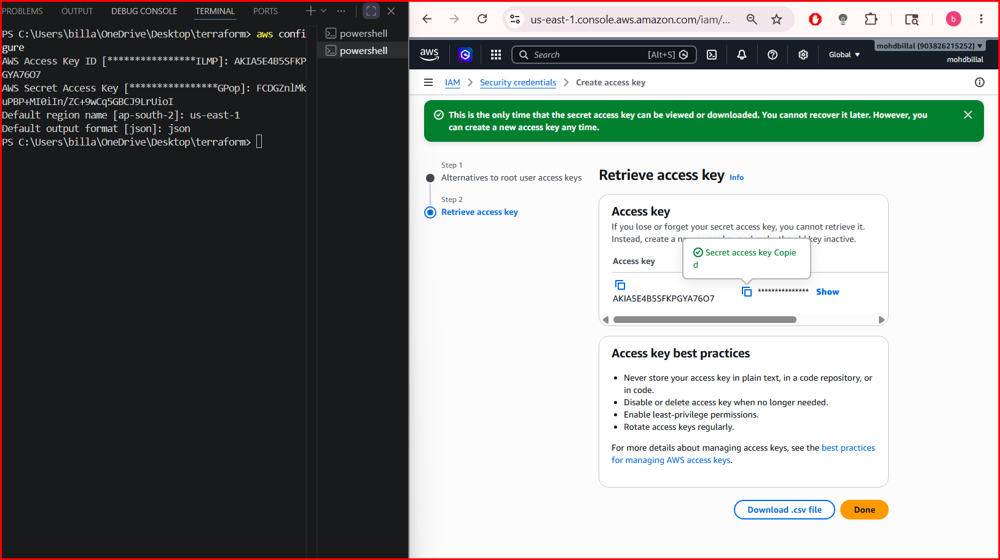 PROBLEMS OUTPUT DEBUG CONSOLE TERMINAL PORTS
PS C:\Users\billa\OneDrive\Desktop\terraform> aws confi
gure
AWS Access Key ID [****************ILMP]: AKIA5E4B5SFKP
GYA76O7
AWS Secret Access Key [****************GPop]: [redacted: live secret key]
Default region name [ap-south-2]: us-east-1
Default output format [json]: json
PS C:\Users\billa\OneDrive\Desktop\terraform>
powershell
powershell
us-east-1.console.aws.amazon.com/iam/...
b
aws
Search [Alt+S]
Global
mohdbillal (903826215252)
mohdbillal
IAM > Security credentials > Create access key
This is the only time that the secret access key can be viewed or downloaded. You cannot recover it later. However, you
can create a new access key any time.
Step 1
Alternatives to root user access keys
Step 2
Retrieve access key
Retrieve access key Info
Access key
If you lose or forget your secret access key, you cannot retrieve it.
Instead, create a key inactive.
Secret access key Copie
d
Access key
AKIA5E4B5SFKPGYA76O7
*************** Show
Access key best practices
• Never store your access key in plain text, in a code repository, or
in code.
• Disable or delete access key when no longer needed.
• Enable least-privilege permissions.
• Rotate access keys regularly.
For more details about managing access keys, see the best practices
for managing AWS access keys.
Download .csv file
Done